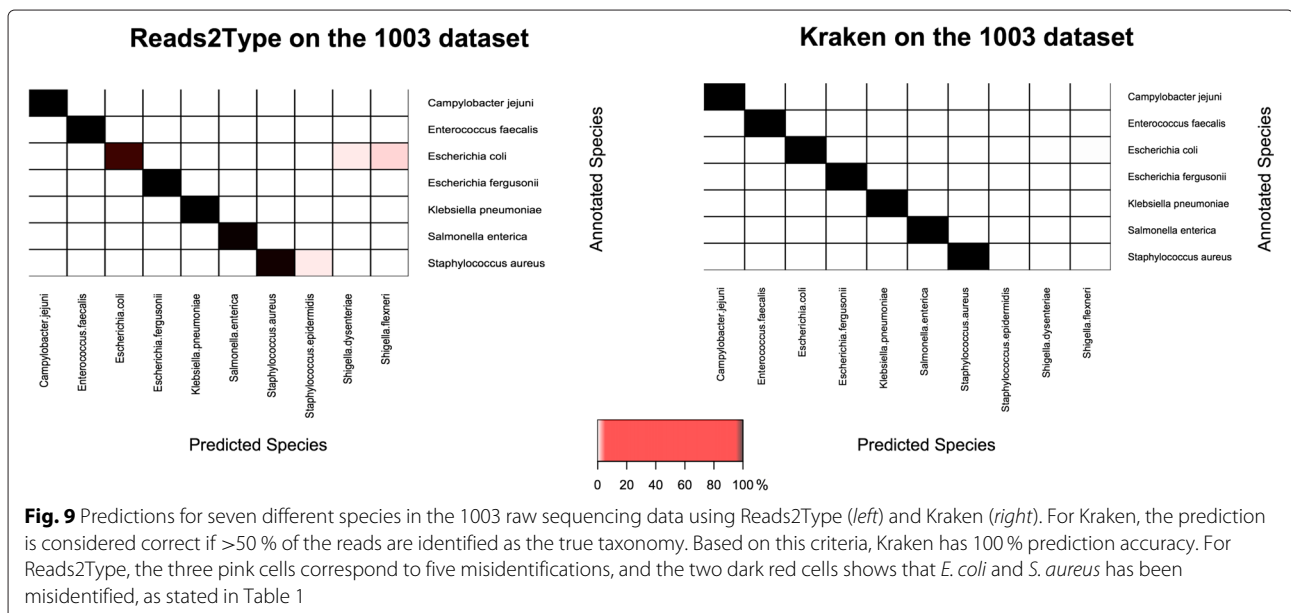 Reads2Type on the 1003 dataset
Campylobacter jejuni
Enterococcus faecalis
Escherichia coli
Escherichia fergusonii
Klebsiella pneumoniae
Salmonella enterica
Staphylococcus aureus
Annotated Species
Campylobacter.jejuni
Enterococcus.faecalis
Escherichia.coli
Escherichia.fergusonii
Klebsiella.pneumoniae
Salmonella.enterica
Staphylococcus.aureus
Staphylococcus.epidermidis
Shigella.dysenteriae
Shigella.flexneri
Predicted Species
Kraken on the 1003 dataset
Campylobacter jejuni
Enterococcus faecalis
Escherichia coli
Escherichia fergusonii
Klebsiella pneumoniae
Salmonella enterica
Staphylococcus aureus
Annotated Species
Campylobacter.jejuni
Enterococcus.faecalis
Escherichia.coli
Escherichia.fergusonii
Klebsiella.pneumoniae
Salmonella.enterica
Staphylococcus.aureus
Staphylococcus.epidermidis
Shigella.dysenteriae
Shigella.flexneri
Predicted Species
0 20 40 60 80 100 %
Fig. 9 Predictions for seven different species in the 1003 raw sequencing data using Reads2Type (left) and Kraken (right). For Kraken, the prediction
is considered correct if >50 % of the reads are identified as the true taxonomy. Based on this criteria, Kraken has 100 % prediction accuracy. For
Reads2Type, the three pink cells correspond to five misidentifications, and the two dark red cells shows that E. coli and S. aureus has been
misidentified, as stated in Table 1